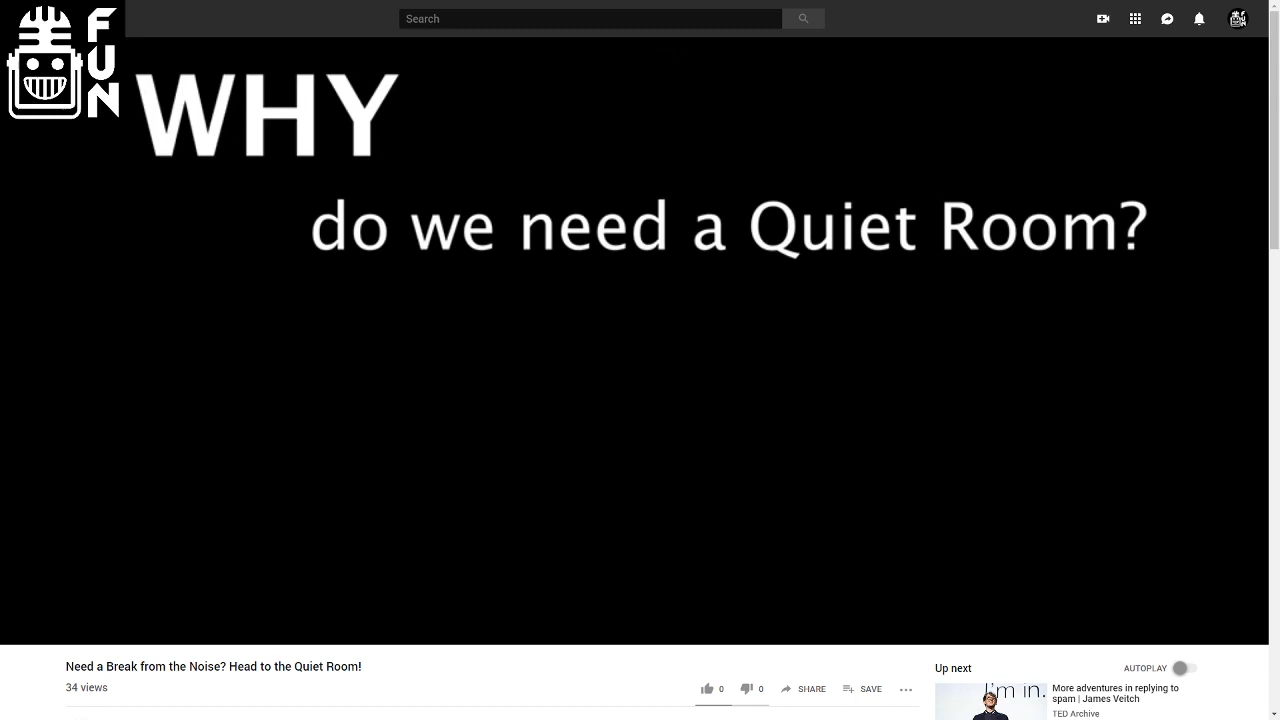 FUN
Search
WHY
do we need a Quiet Room?
Need a Break from the Noise? Head to the Quiet Room!
34 views
0
0
SHARE
SAVE
Up next
AUTOPLAY
I'm in.
More adventures in replying to
spam | James Veitch
TED Archive